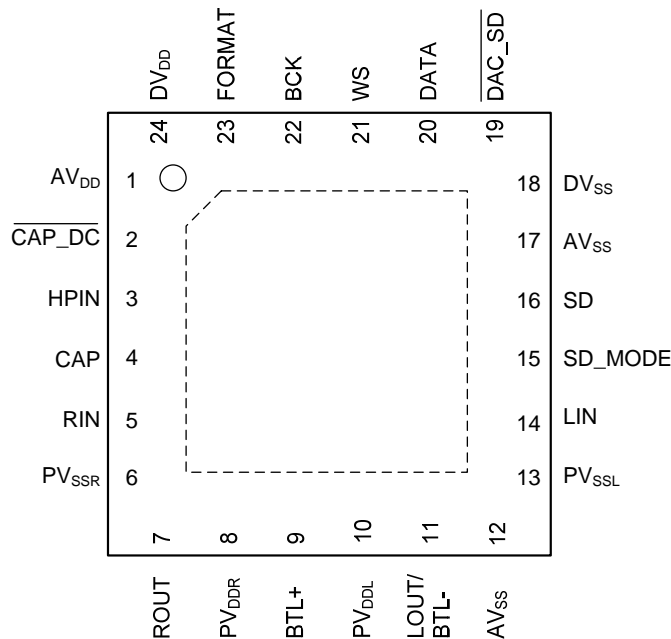 DVDD
FORMAT
BCK
WS
DATA
DAC_SD
24
23
22
21
20
19
AVDD 1
CAP_DC 2
HPIN 3
CAP 4
RIN 5
PVSSR 6
18 DVSS
17 AVSS
16 SD
15 SD_MODE
14 LIN
13 PVSSL
7
8
9
10
11
12
ROUT
PVDDR
BTL+
PVDDL
LOUT/
BTL-
AVSS